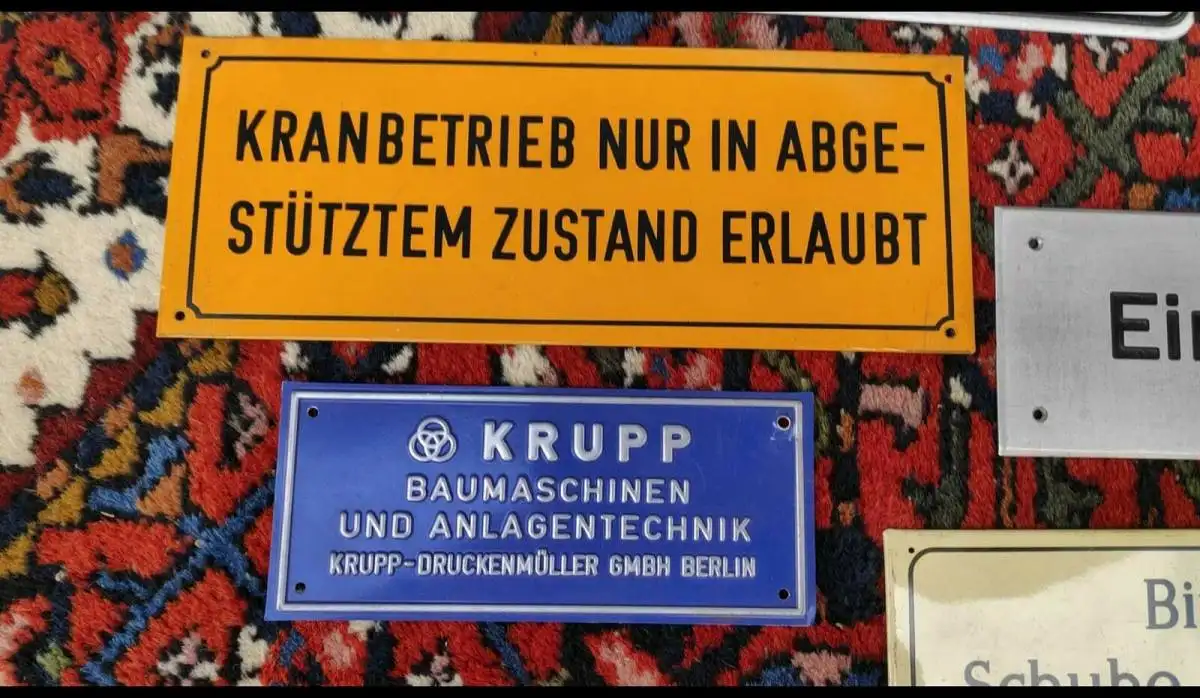 KRANBETRIEB NUR IN ABGE-
STÜTZTEM ZUSTAND ERLAUBT
KRUPP
BAUMASCHINEN
UND ANLAGENTECHNIK
KRUPP-DRUCKENMÜLLER GMBH BERLIN